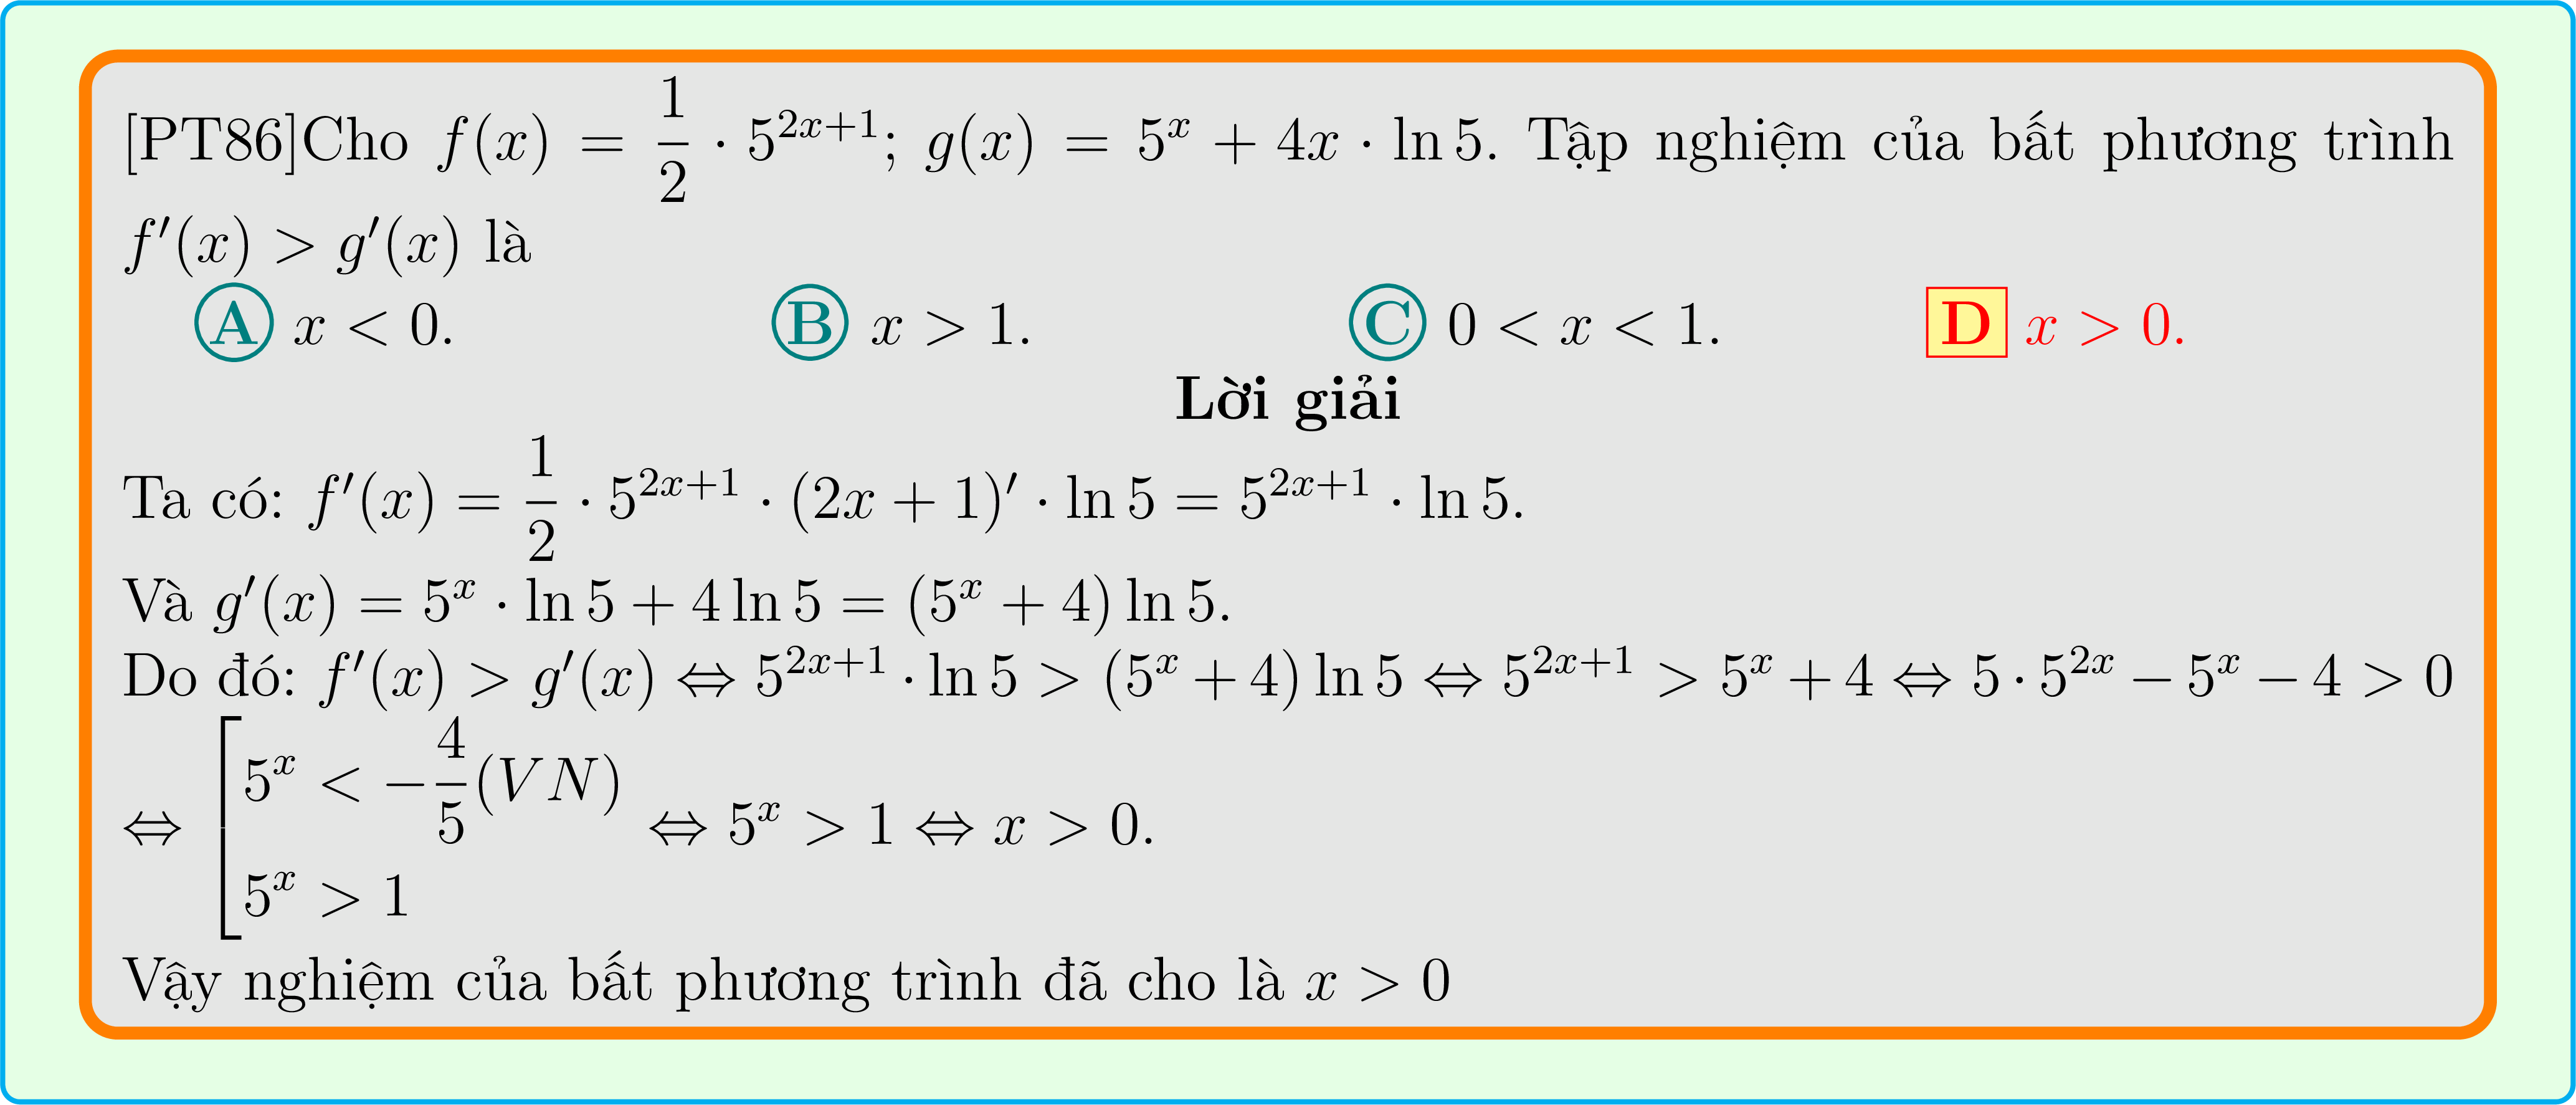 [PT86]Cho $f(x) = \dfrac{1}{2} \cdot 5^{2x+1}$; $g(x) = 5^x + 4x \cdot \ln 5$. Tập nghiệm của bất phương trình
$f'(x) > g'(x)$ là
A $x < 0$. B $x > 1$. C $0 < x < 1$. D $x > 0$.
Lời giải
Ta có: $f'(x) = \dfrac{1}{2} \cdot 5^{2x+1} \cdot (2x + 1)' \cdot \ln 5 = 5^{2x+1} \cdot \ln 5$.
Và $g'(x) = 5^x \cdot \ln 5 + 4 \ln 5 = (5^x + 4) \ln 5$.
Do đó: $f'(x) > g'(x) \Leftrightarrow 5^{2x+1} \cdot \ln 5 > (5^x + 4) \ln 5 \Leftrightarrow 5^{2x+1} > 5^x + 4 \Leftrightarrow 5 \cdot 5^{2x} - 5^x - 4 > 0$
$\Leftrightarrow \left[\begin{array}{l} 5^x < -\dfrac{4}{5} (VN) \\ 5^x > 1 \end{array}\right. \Leftrightarrow 5^x > 1 \Leftrightarrow x > 0$.
Vậy nghiệm của bất phương trình đã cho là $x > 0$